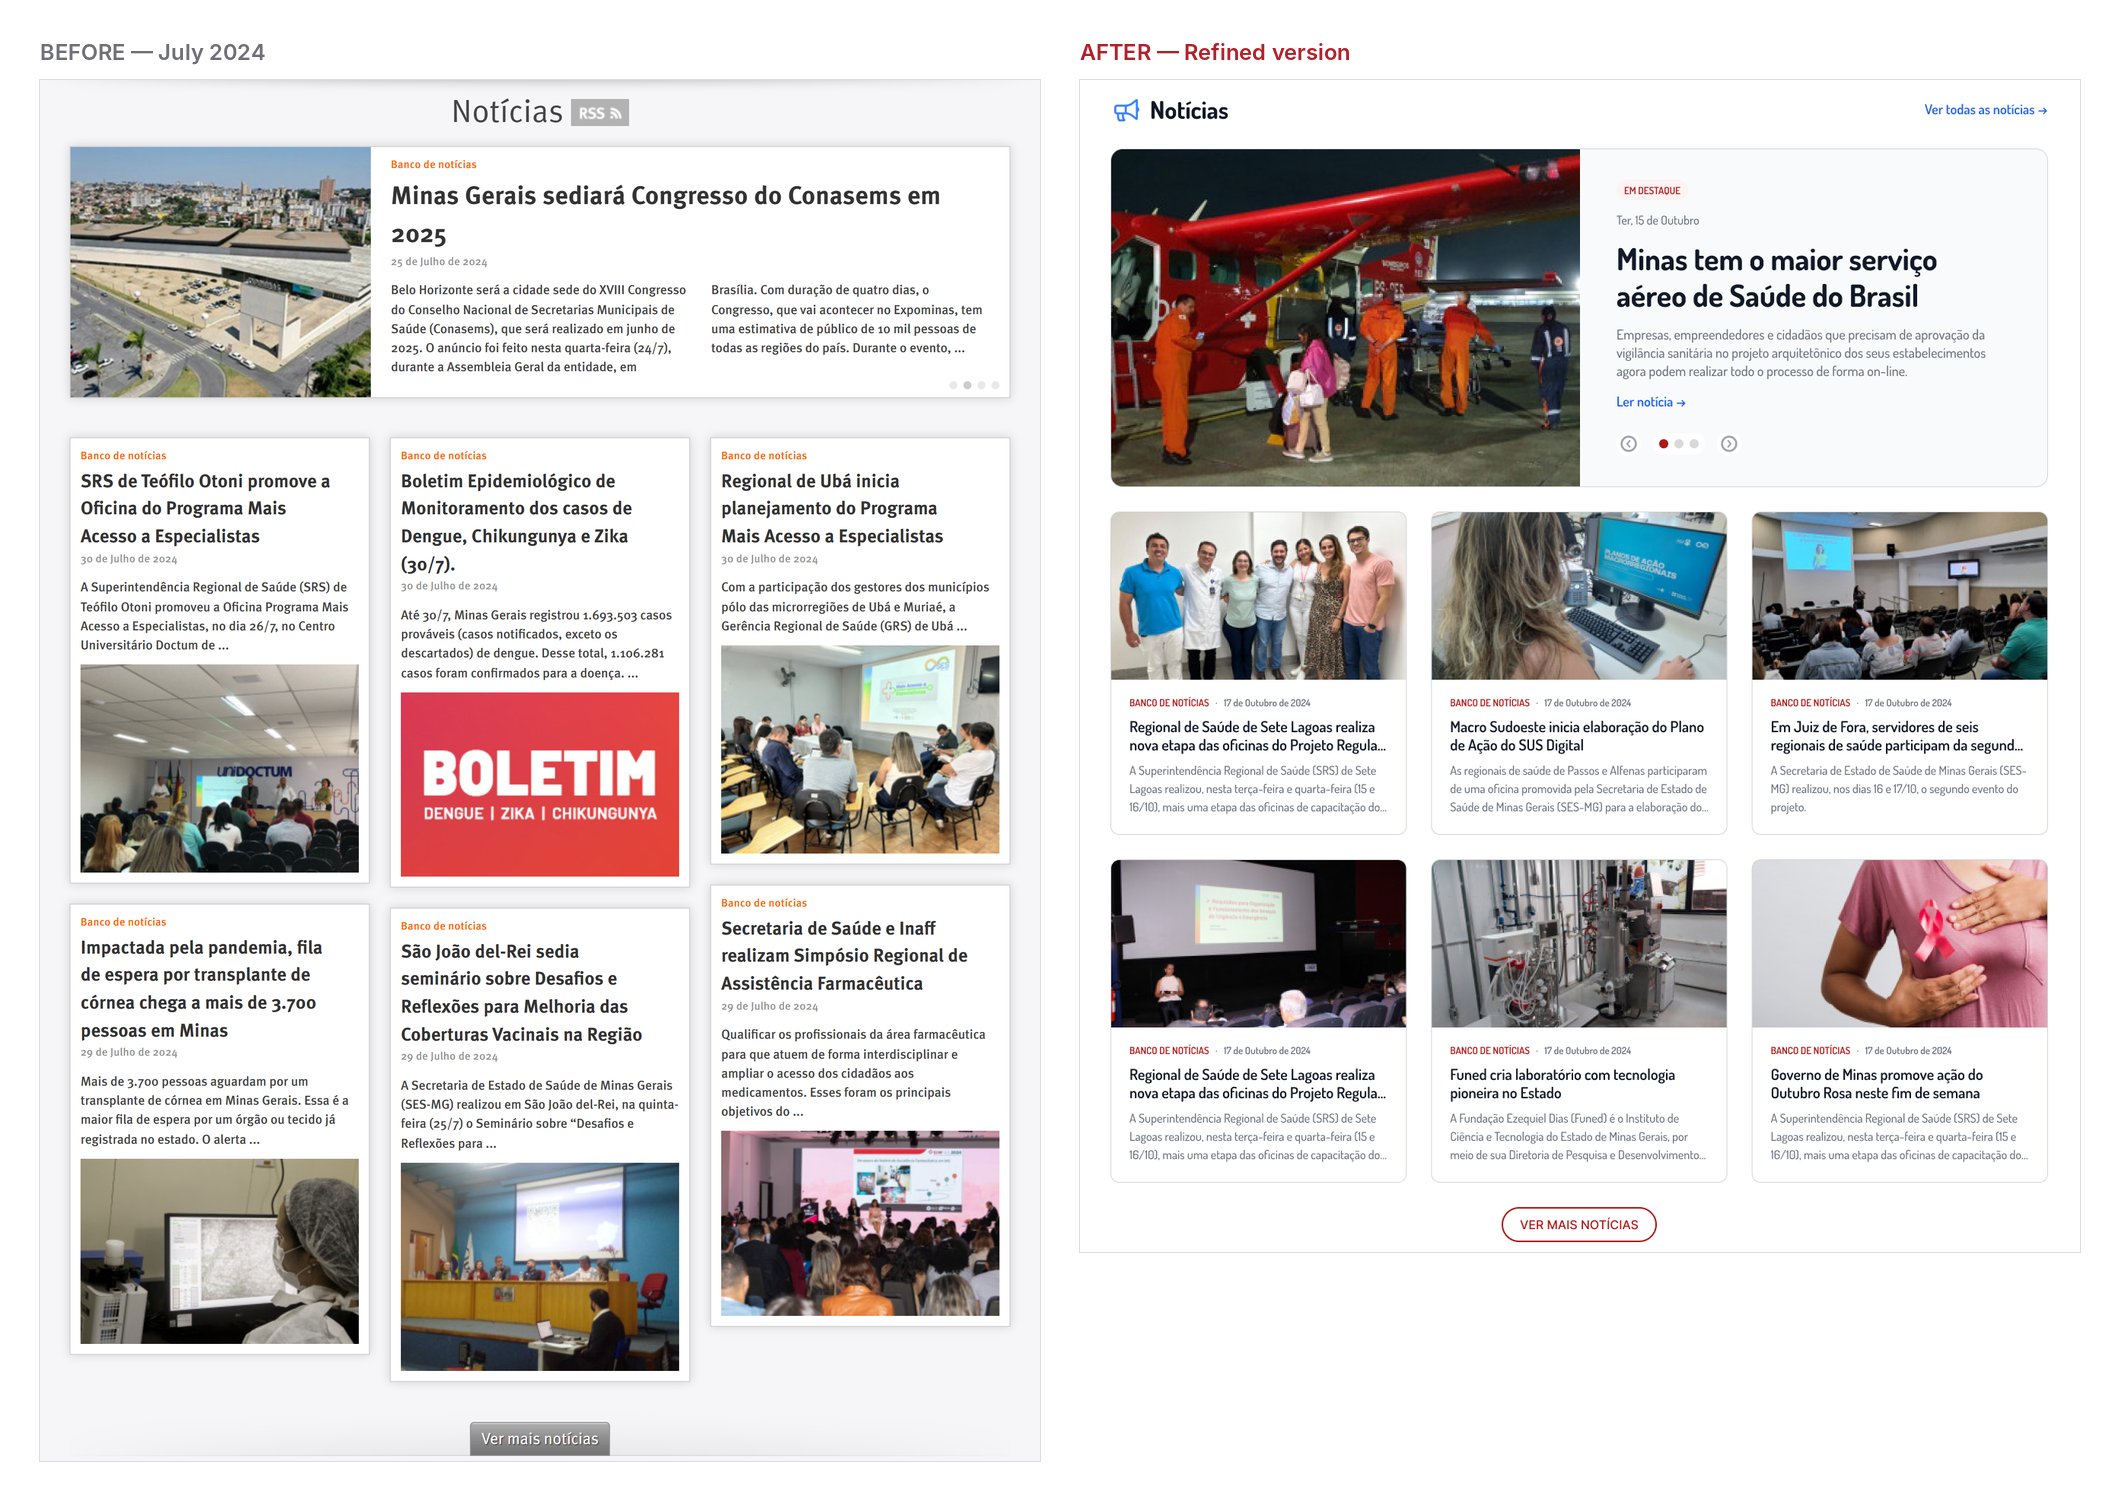 BEFORE — July 2024
Notícias RSS
Banco de notícias
Minas Gerais sediará Congresso do Conasems em
2025
25 de Julho de 2024
Belo Horizonte será a cidade sede do XVIII Congresso
do Conselho Nacional de Secretarias Municipais de
Saúde (Conasems), que será realizado em junho de
2025. O anúncio foi feito nesta quarta-feira (24/7),
durante a Assembleia Geral da entidade, em
Brasília. Com duração de quatro dias, o
Congresso, que vai acontecer no Expominas, tem
uma estimativa de público de 10 mil pessoas de
todas as regiões do país. Durante o evento, ...
Banco de notícias
SRS de Teófilo Otoni promove a
Oficina do Programa Mais
Acesso a Especialistas
30 de Julho de 2024
A Superintendência Regional de Saúde (SRS) de
Teófilo Otoni promoveu a Oficina Programa Mais
Acesso a Especialistas, no dia 26/7, no Centro
Universitário Doctum de ...
UNIDOCTUM
Banco de notícias
Boletim Epidemiológico de
Monitoramento dos casos de
Dengue, Chikungunya e Zika
(30/7).
30 de Julho de 2024
Até 30/7, Minas Gerais registrou 1.693.503 casos
prováveis (casos notificados, exceto os
descartados) de dengue. Desse total, 1.106.281
casos foram confirmados para a doença. ...
BOLETIM
DENGUE | ZIKA | CHIKUNGUNYA
Banco de notícias
Regional de Ubá inicia
planejamento do Programa
Mais Acesso a Especialistas
30 de Julho de 2024
Com a participação dos gestores dos municípios
pólo das microrregiões de Ubá e Muriaé, a
Gerência Regional de Saúde (GRS) de Ubá ...
Banco de notícias
Impactada pela pandemia, fila
de espera por transplante de
córnea chega a mais de 3.700
pessoas em Minas
29 de Julho de 2024
Mais de 3.700 pessoas aguardam por um
transplante de córnea em Minas Gerais. Essa é a
maior fila de espera por um órgão ou tecido já
registrada no estado. O alerta ...
Banco de notícias
São João del-Rei sedia
seminário sobre Desafios e
Reflexões para Melhoria das
Coberturas Vacinais na Região
29 de Julho de 2024
A Secretaria de Estado de Saúde de Minas Gerais
(SES-MG) realizou em São João del-Rei, na quinta-
feira (25/7) o Seminário sobre “Desafios e
Reflexões para ...
Banco de notícias
Secretaria de Saúde e Inaff
realizam Simpósio Regional de
Assistência Farmacêutica
29 de Julho de 2024
Qualificar os profissionais da área farmacêutica
para que atuem de forma interdisciplinar e
ampliar o acesso dos cidadãos aos
medicamentos. Esses foram os principais
objetivos do ...
Ver mais notícias
AFTER — Refined version
Notícias
Ver todas as notícias →
EM DESTAQUE
Ter, 15 de Outubro
Minas tem o maior serviço
aéreo de Saúde do Brasil
Empresas, empreendedores e cidadãos que precisam de aprovação da
vigilância sanitária no projeto arquitetônico dos seus estabelecimentos
agora podem realizar todo o processo de forma on-line.
Ler notícia →
BANCO DE NOTÍCIAS · 17 de Outubro de 2024
Regional de Saúde de Sete Lagoas realiza
nova etapa das oficinas do Projeto Regula...
A Superintendência Regional de Saúde (SRS) de Sete
Lagoas realizou, nesta terça-feira e quarta-feira (15 e
16/10), mais uma etapa das oficinas de capacitação do...
PLANOS DE AÇÃO
MACRORREGIONAIS
BANCO DE NOTÍCIAS · 17 de Outubro de 2024
Macro Sudoeste inicia elaboração do Plano
de Ação do SUS Digital
As regionais de saúde de Passos e Alfenas participaram
de uma oficina promovida pela Secretaria de Estado de
Saúde de Minas Gerais (SES-MG) para a elaboração do...
BANCO DE NOTÍCIAS · 17 de Outubro de 2024
Em Juiz de Fora, servidores de seis
regionais de saúde participam da segund...
A Secretaria de Estado de Saúde de Minas Gerais (SES-
MG) realizou, nos dias 16 e 17/10, o segundo evento do
projeto.
BANCO DE NOTÍCIAS · 17 de Outubro de 2024
Regional de Saúde de Sete Lagoas realiza
nova etapa das oficinas do Projeto Regula...
A Superintendência Regional de Saúde (SRS) de Sete
Lagoas realizou, nesta terça-feira e quarta-feira (15 e
16/10), mais uma etapa das oficinas de capacitação do...
BANCO DE NOTÍCIAS · 17 de Outubro de 2024
Funed cria laboratório com tecnologia
pioneira no Estado
A Fundação Ezequiel Dias (Funed) é o Instituto de
Ciência e Tecnologia do Estado de Minas Gerais, por
meio de sua Diretoria de Pesquisa e Desenvolvimento...
BANCO DE NOTÍCIAS · 17 de Outubro de 2024
Governo de Minas promove ação do
Outubro Rosa neste fim de semana
A Superintendência Regional de Saúde (SRS) de Sete
Lagoas realizou, nesta terça-feira e quarta-feira (15 e
16/10), mais uma etapa das oficinas de capacitação do...
VER MAIS NOTÍCIAS